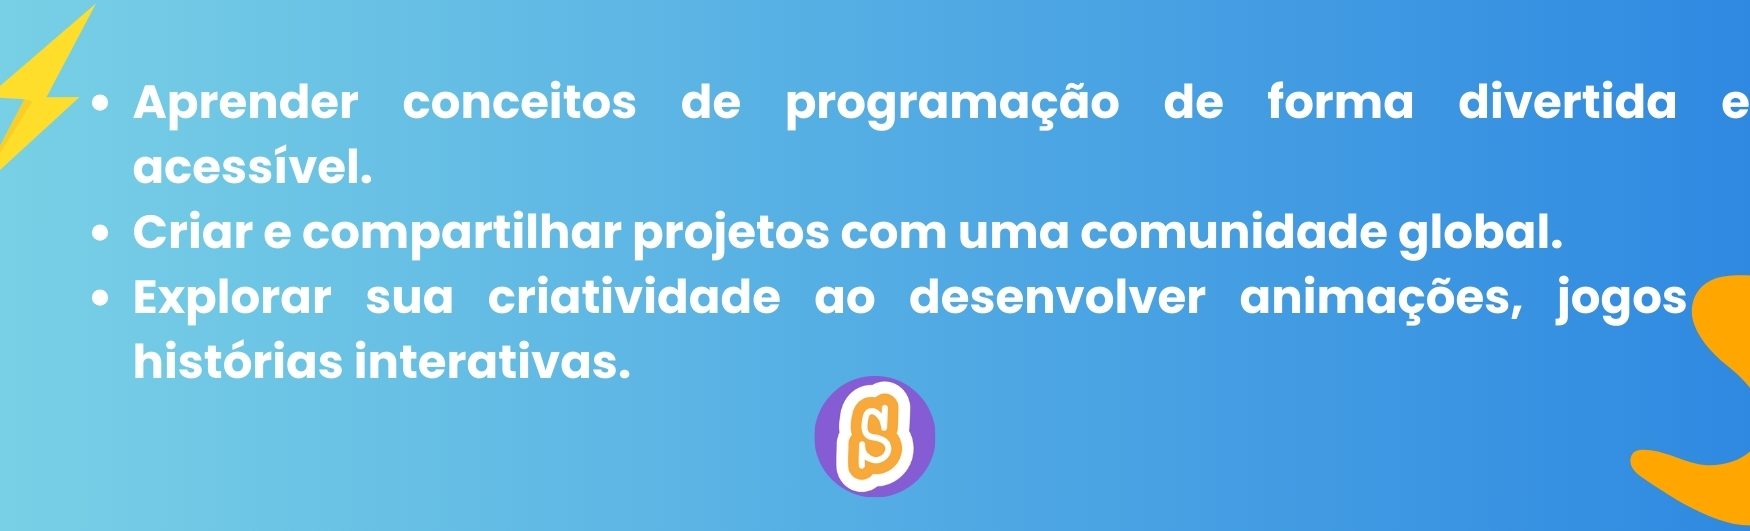 • Aprender conceitos de programação de forma divertida e
acessível.
• Criar e compartilhar projetos com uma comunidade global.
• Explorar sua criatividade ao desenvolver animações, jogos
histórias interativas.
S